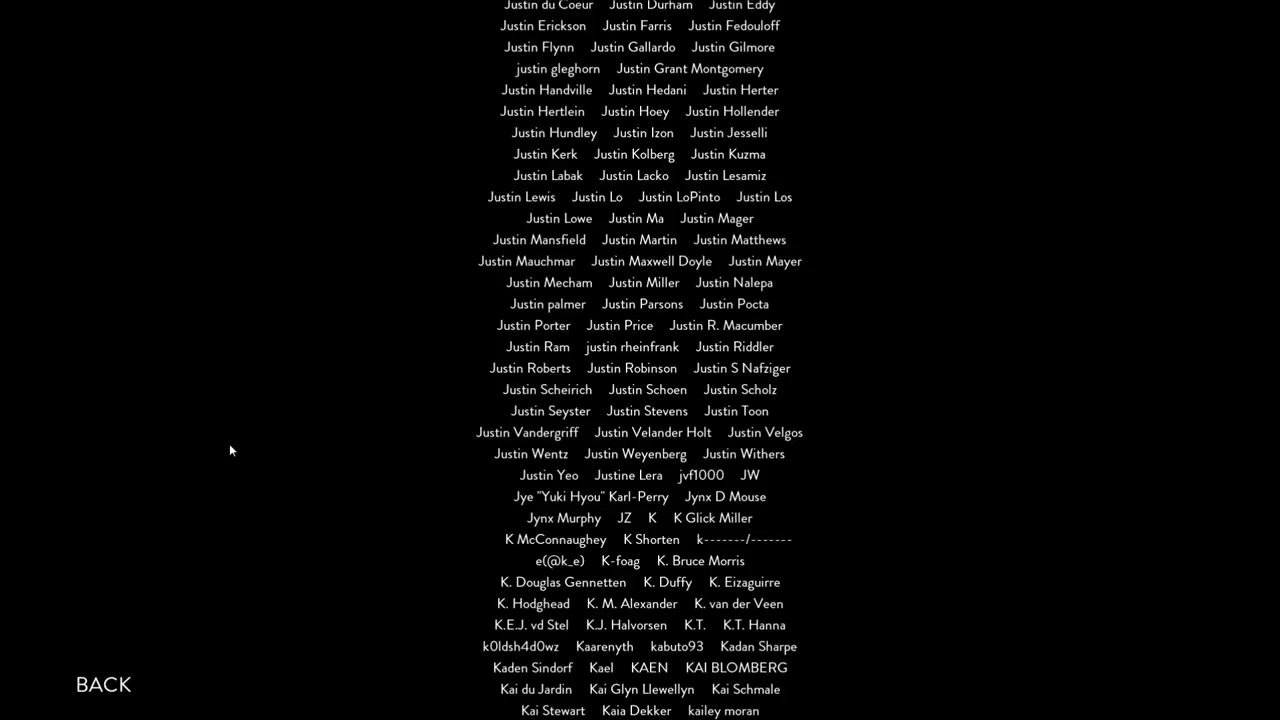 Justin du Coeur Justin Durham Justin Eddy
Justin Erickson Justin Farris Justin Fedouloff
Justin Flynn Justin Gallardo Justin Gilmore
justin gleghorn Justin Grant Montgomery
Justin Handville Justin Hedani Justin Herter
Justin Hertlein Justin Hoey Justin Hollender
Justin Hundley Justin Izon Justin Jesselli
Justin Kerk Justin Kolberg Justin Kuzma
Justin Labak Justin Lacko Justin Lesamiz
Justin Lewis Justin Lo Justin LoPinto Justin Los
Justin Lowe Justin Ma Justin Mager
Justin Mansfield Justin Martin Justin Matthews
Justin Mauchmar Justin Maxwell Doyle Justin Mayer
Justin Mecham Justin Miller Justin Nalepa
Justin palmer Justin Parsons Justin Pocta
Justin Porter Justin Price Justin R. Macumber
Justin Ram justin rheinfrank Justin Riddler
Justin Roberts Justin Robinson Justin S Nafziger
Justin Scheirich Justin Schoen Justin Scholz
Justin Seyster Justin Stevens Justin Toon
Justin Vandergriff Justin Velander Holt Justin Velgos
Justin Wentz Justin Weyenberg Justin Withers
Justin Yeo Justine Lera jvf1000 JW
Jye "Yuki Hyou" Karl-Perry Jynx D Mouse
Jynx Murphy JZ K K Glick Miller
K McConnaughey K Shorten k-------/-------
e(@k_e) K-foag K. Bruce Morris
K. Douglas Gennetten K. Duffy K. Eizaguirre
K. Hodghead K. M. Alexander K. van der Veen
K.E.J. vd Stel K.J. Halvorsen K.T. K.T. Hanna
k0ldsh4d0wz Kaarenyth kabuto93 Kadan Sharpe
Kaden Sindorf Kael KAEN KAI BLOMBERG
Kai du Jardin Kai Glyn Llewellyn Kai Schmale
Kai Stewart Kaia Dekker kailey moran
BACK